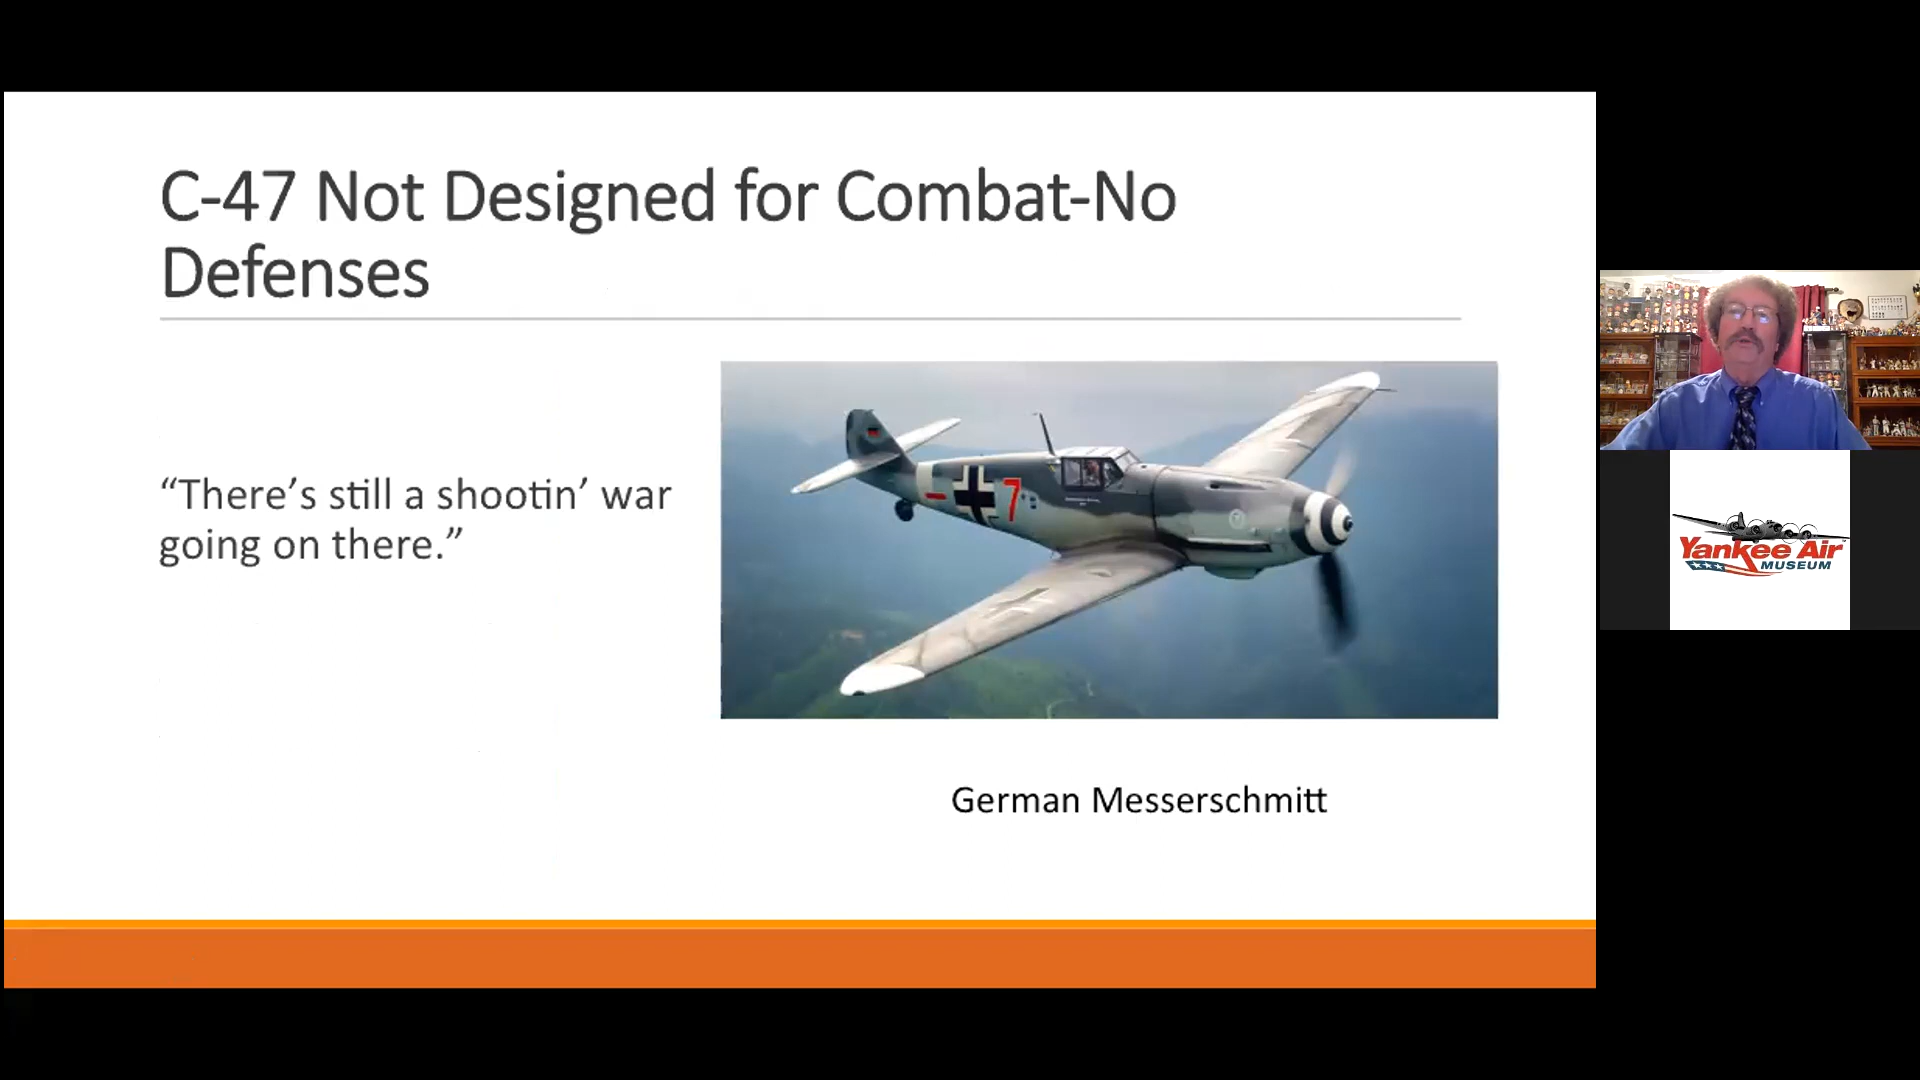 C-47 Not Designed for Combat-No
Defenses
“There’s still a shootin’ war
going on there.”
7
German Messerschmitt
Yankee Air
MUSEUM